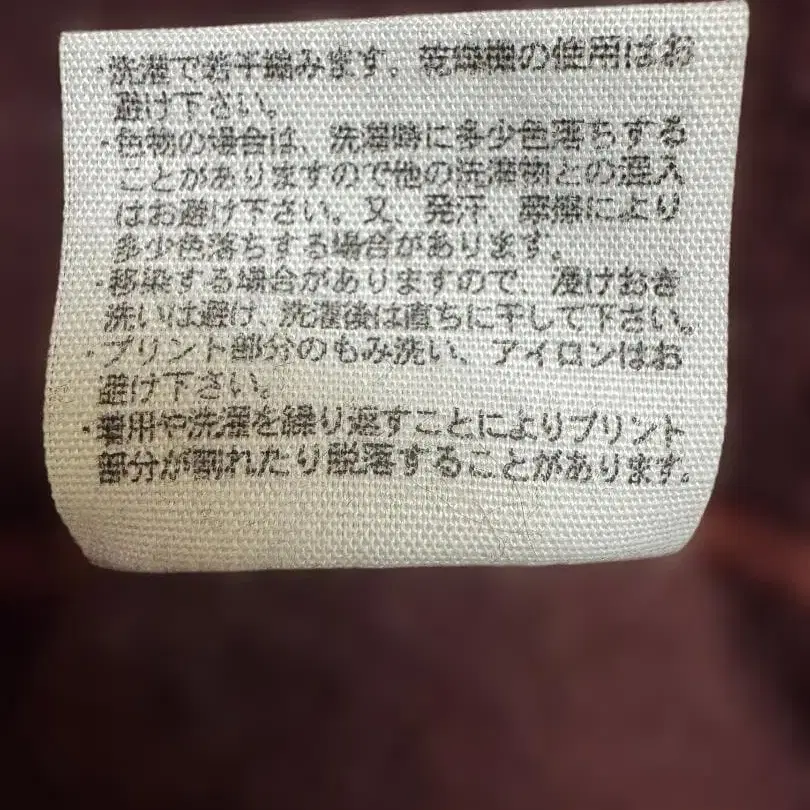 ・洗濯で若干縮みます。乾燥機の使用はお
避け下さい。
・色物の場合は、洗濯時に多少色落ちする
ことがありますので他の洗濯物との混入
はお避け下さい。又、発汗、摩擦により
多少色落ちする場合があります。
・移染する場合がありますので、浸けおき
洗いは避け、洗濯後は直ちに干して下さい。
・プリント部分のもみ洗い、アイロンはお
避け下さい。
・着用や洗濯を繰り返すことによりプリント
部分が割れたり脱落することがあります。